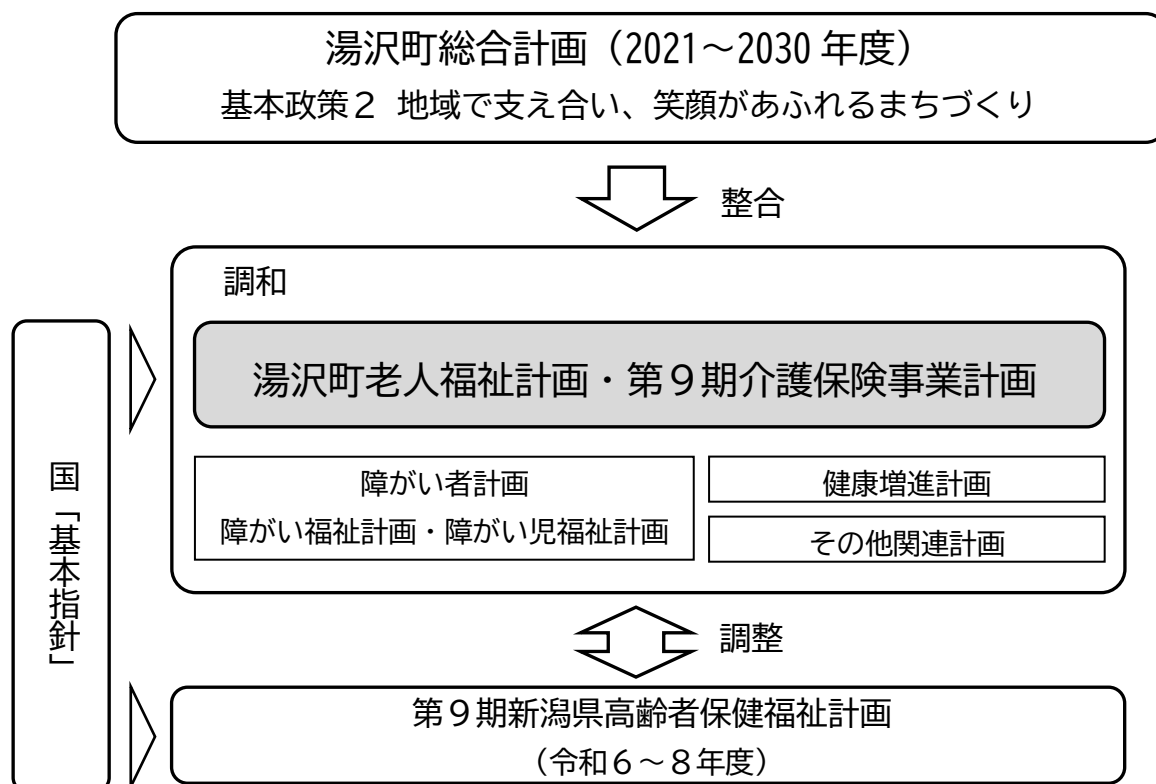 湯沢町総合計画（2021～2030 年度）
基本政策２ 地域で支え合い、笑顔があふれるまちづくり
整合
調和
湯沢町老人福祉計画・第９期介護保険事業計画
障がい者計画
障がい福祉計画・障がい児福祉計画
健康増進計画
その他関連計画
国「基本指針」
調整
第９期新潟県高齢者保健福祉計画
（令和６～８年度）